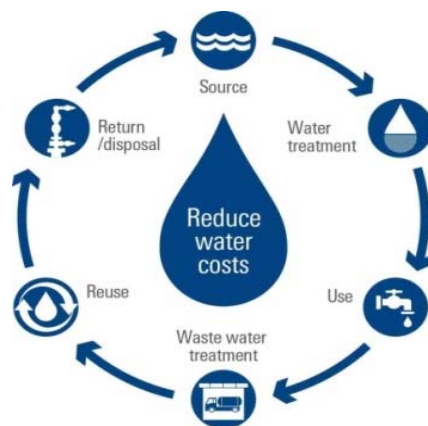 Source
Water
treatment
Use
Waste water
treatment
Reuse
Return
/disposal
Reduce
water
costs